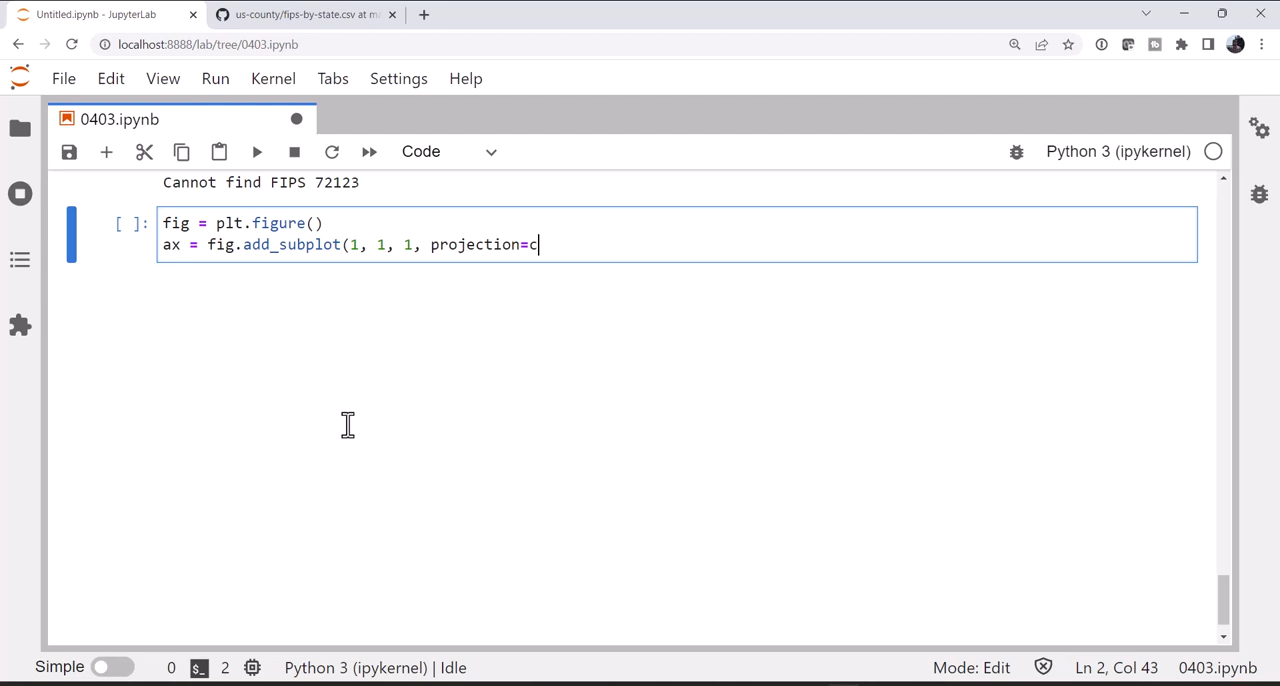 Untitled.ipynb - JupyterLab
us-county/fips-by-state.csv at m
localhost:8888/lab/tree/0403.ipynb
File Edit View Run Kernel Tabs Settings Help
0403.ipynb
Code
Python 3 (ipykernel)
Cannot find FIPS 72123
[ ]: fig = plt.figure()
ax = fig.add_subplot(1, 1, 1, projection=c
Simple 0 $_ 2 Python 3 (ipykernel) | Idle Mode: Edit Ln 2, Col 43 0403.ipynb